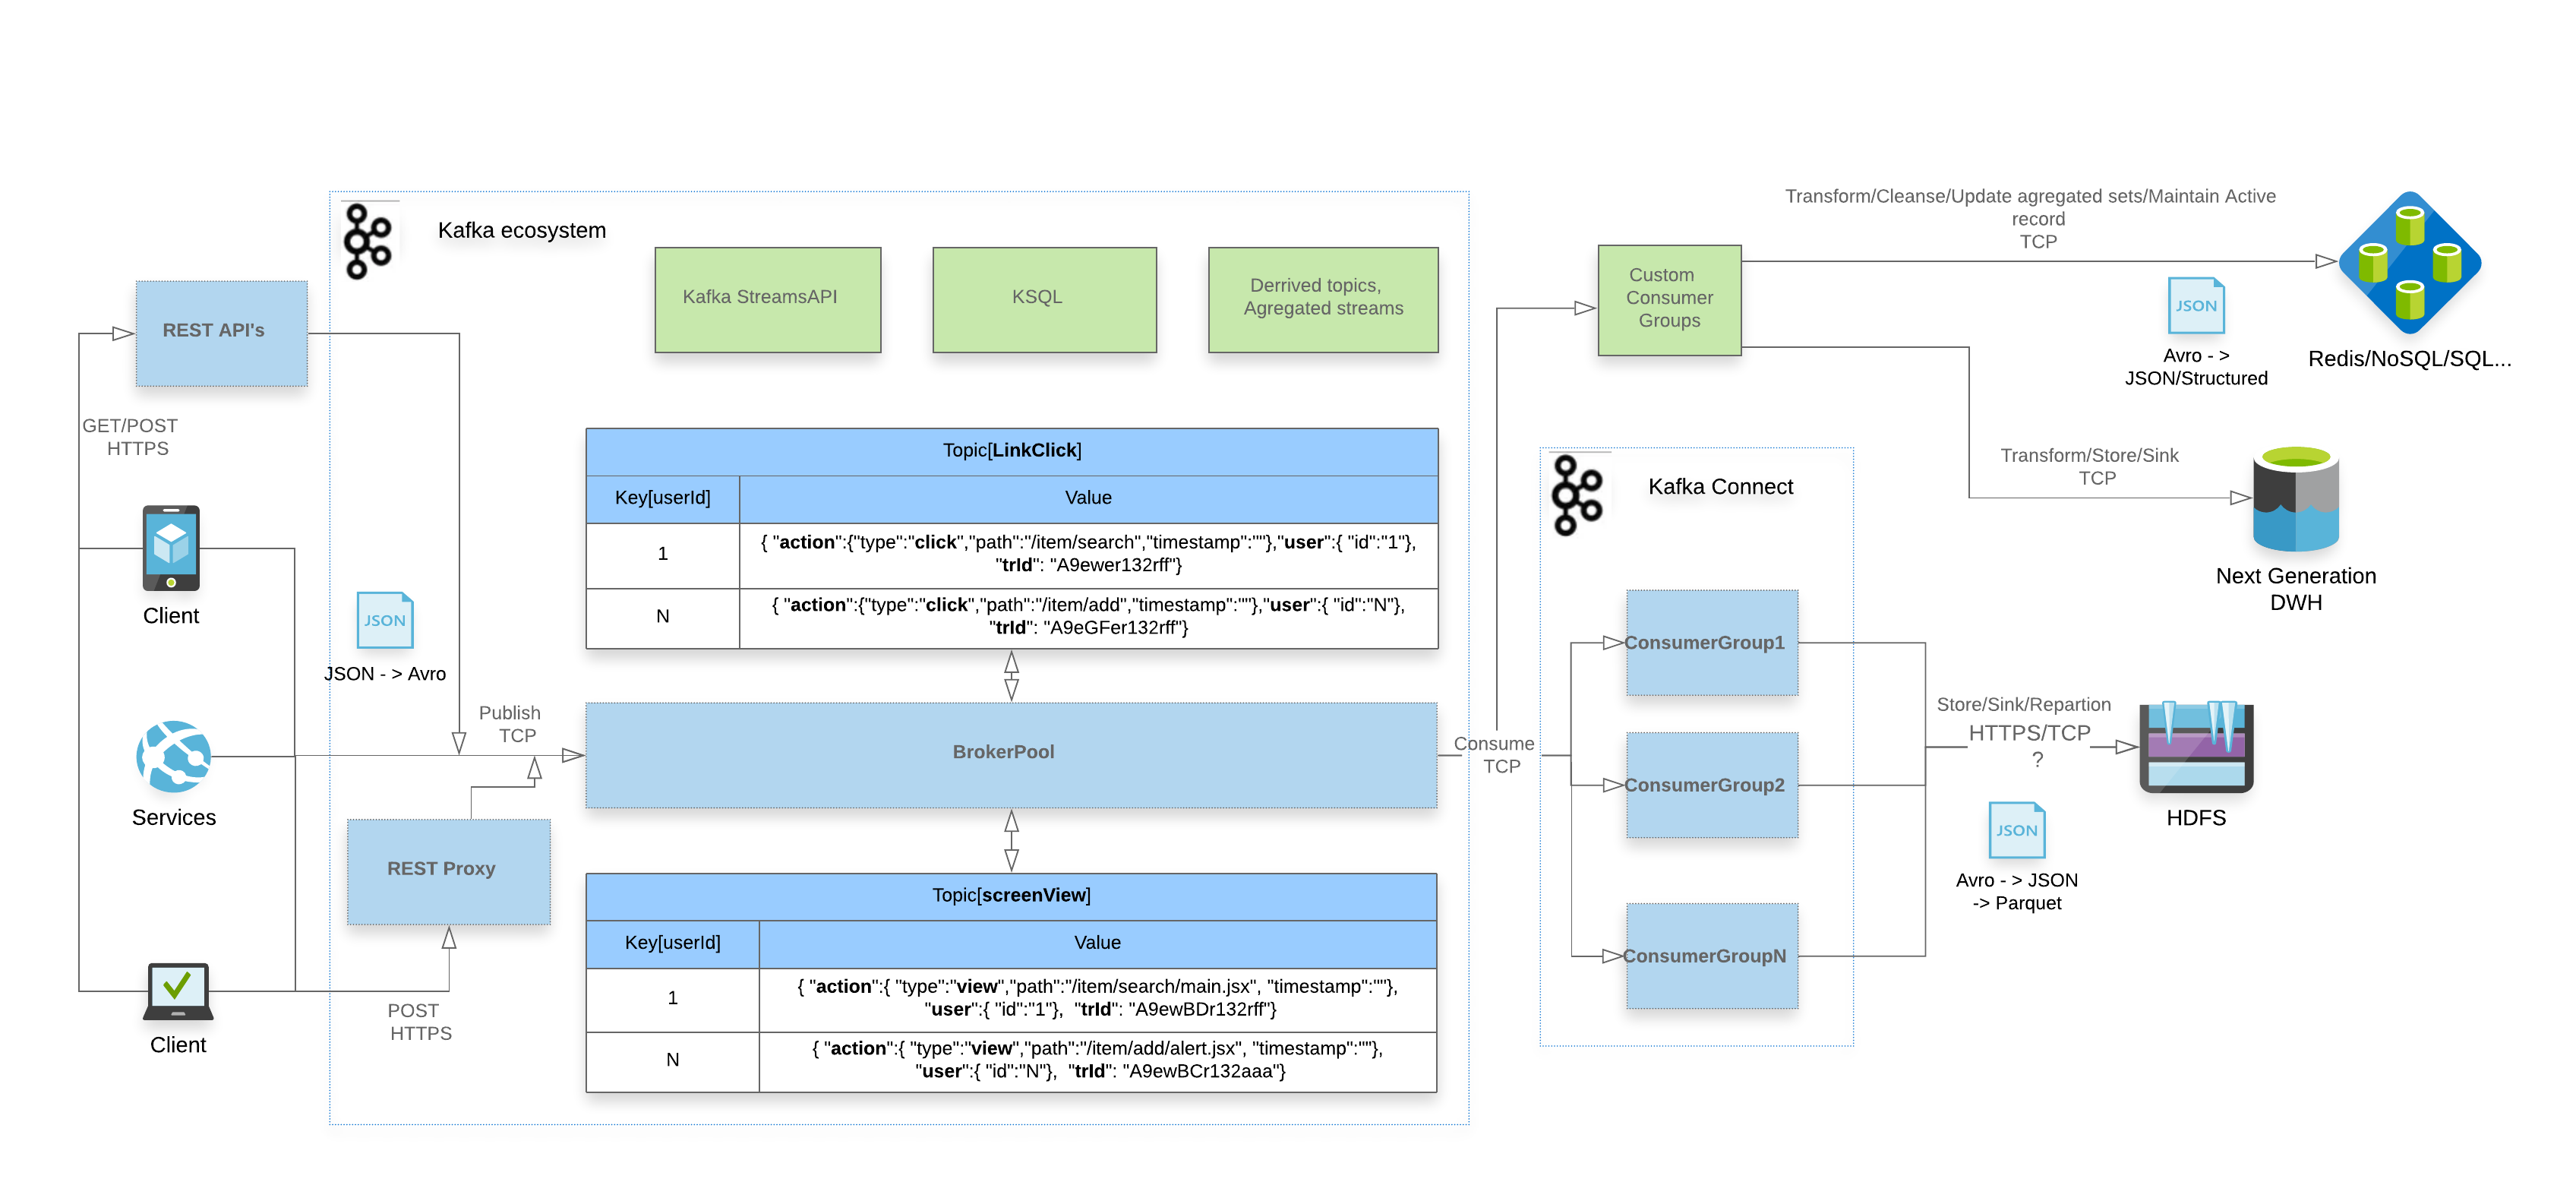 Kafka ecosystem
REST API's
GET/POST
HTTPS
Client
Services
Client
JSON
JSON - > Avro
Publish
TCP
REST Proxy
POST
HTTPS
Kafka StreamsAPI
KSQL
Derrived topics,
Agregated streams
Topic[LinkClick]
Key[userId]
Value
1
{ "action":{"type":"click","path":"/item/search","timestamp":""},"user":{ "id":"1"},
"trId": "A9ewer132rff"}
N
{ "action":{"type":"click","path":"/item/add","timestamp":""},"user":{ "id":"N"},
"trId": "A9eGFer132rff"}
BrokerPool
Topic[screenView]
Key[userId]
Value
1
{ "action":{ "type":"view","path":"/item/search/main.jsx", "timestamp":""},
"user":{ "id":"1"}, "trId": "A9ewBDr132rff"}
N
{ "action":{ "type":"view","path":"/item/add/alert.jsx", "timestamp":""},
"user":{ "id":"N"}, "trId": "A9ewBCr132aaa"}
Consume
TCP
Custom
Consumer
Groups
Transform/Cleanse/Update agregated sets/Maintain Active
record
TCP
JSON
Avro - >
JSON/Structured
Redis/NoSQL/SQL...
Transform/Store/Sink
TCP
Next Generation
DWH
Kafka Connect
ConsumerGroup1
ConsumerGroup2
ConsumerGroupN
Store/Sink/Repartion
HTTPS/TCP
?
HDFS
JSON
Avro - > JSON
-> Parquet